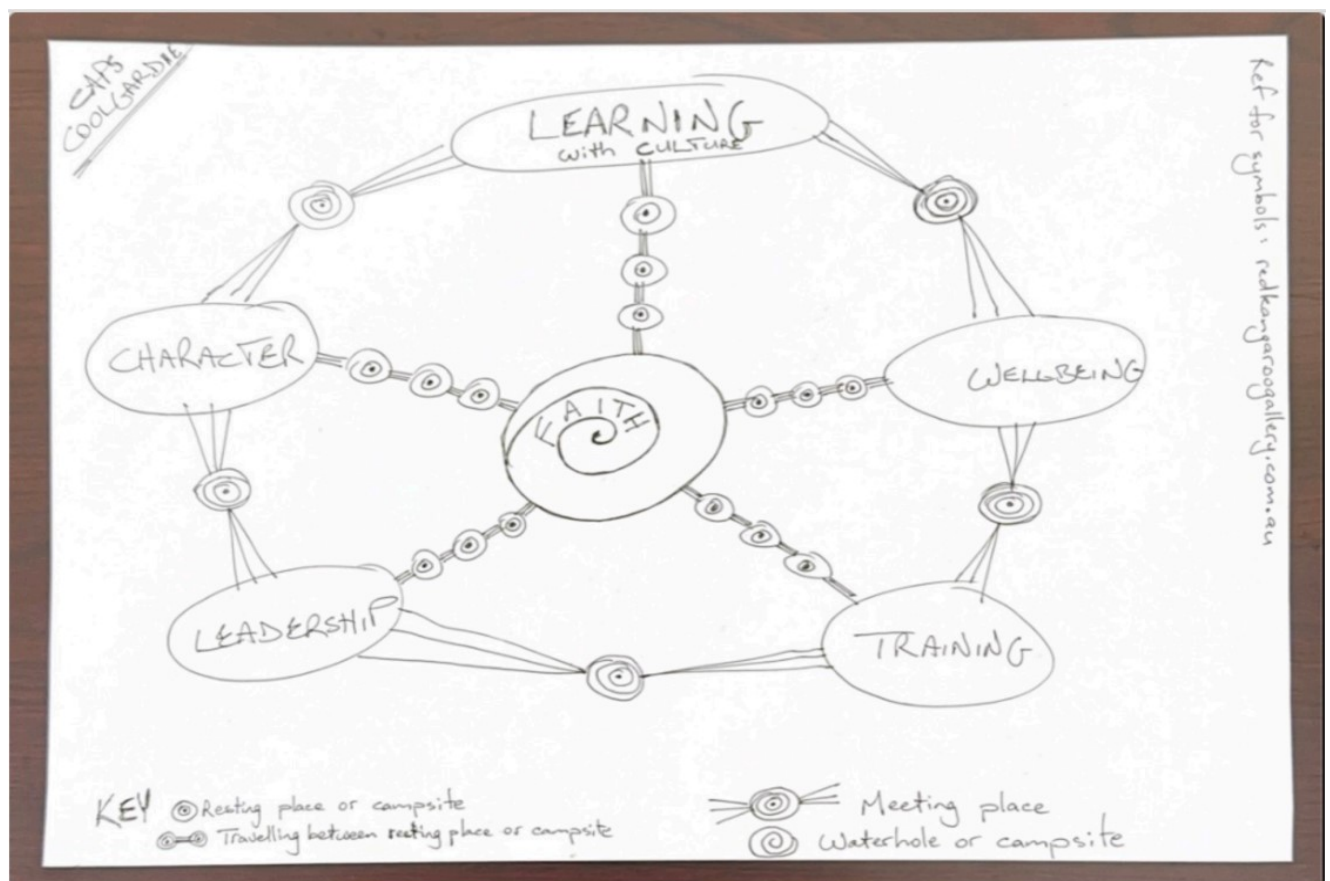 CAPS
COOLGARDIE
LEARNING
with CULTURE
CHARACTER
WELLBEING
FAITH
LEADERSHIP
TRAINING
KEY
Resting place or campsite
Travelling between resting place or campsite
Meeting place
Waterhole or campsite
Ref for symbols: redkangaroogallery.com.au